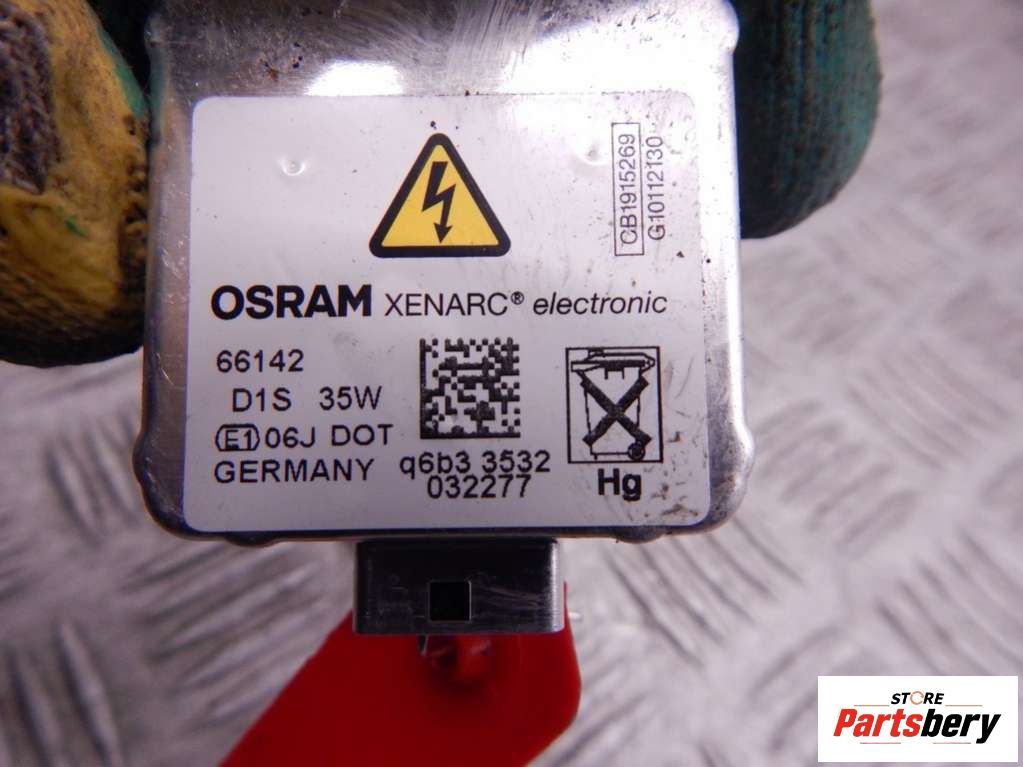 CB1915269
G10112130
OSRAM XENARC® electronic
66142
D1S 35W
E1 06J DOT
GERMANY
q6b3 3532
032277
Hg
STORE
Partsbery